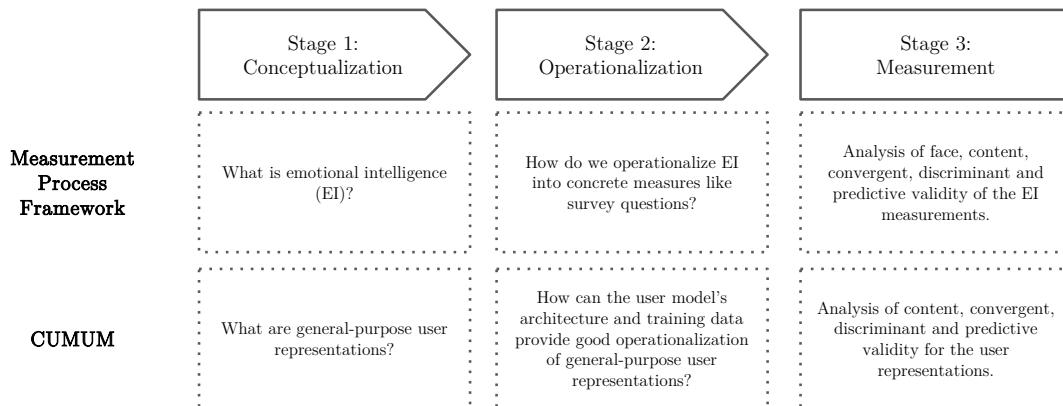 Stage 1:
Conceptualization
Stage 2:
Operationalization
Stage 3:
Measurement
Measurement
Process
Framework
What is emotional intelligence
(EI)?
How do we operationalize EI
into concrete measures like
survey questions?
Analysis of face, content,
convergent, discriminant and
predictive validity of the EI
measurements.
CUMUM
What are general-purpose user
representations?
How can the user model's
architecture and training data
provide good operationalization
of general-purpose user
representations?
Analysis of content, convergent,
discriminant and predictive
validity for the user
representations.